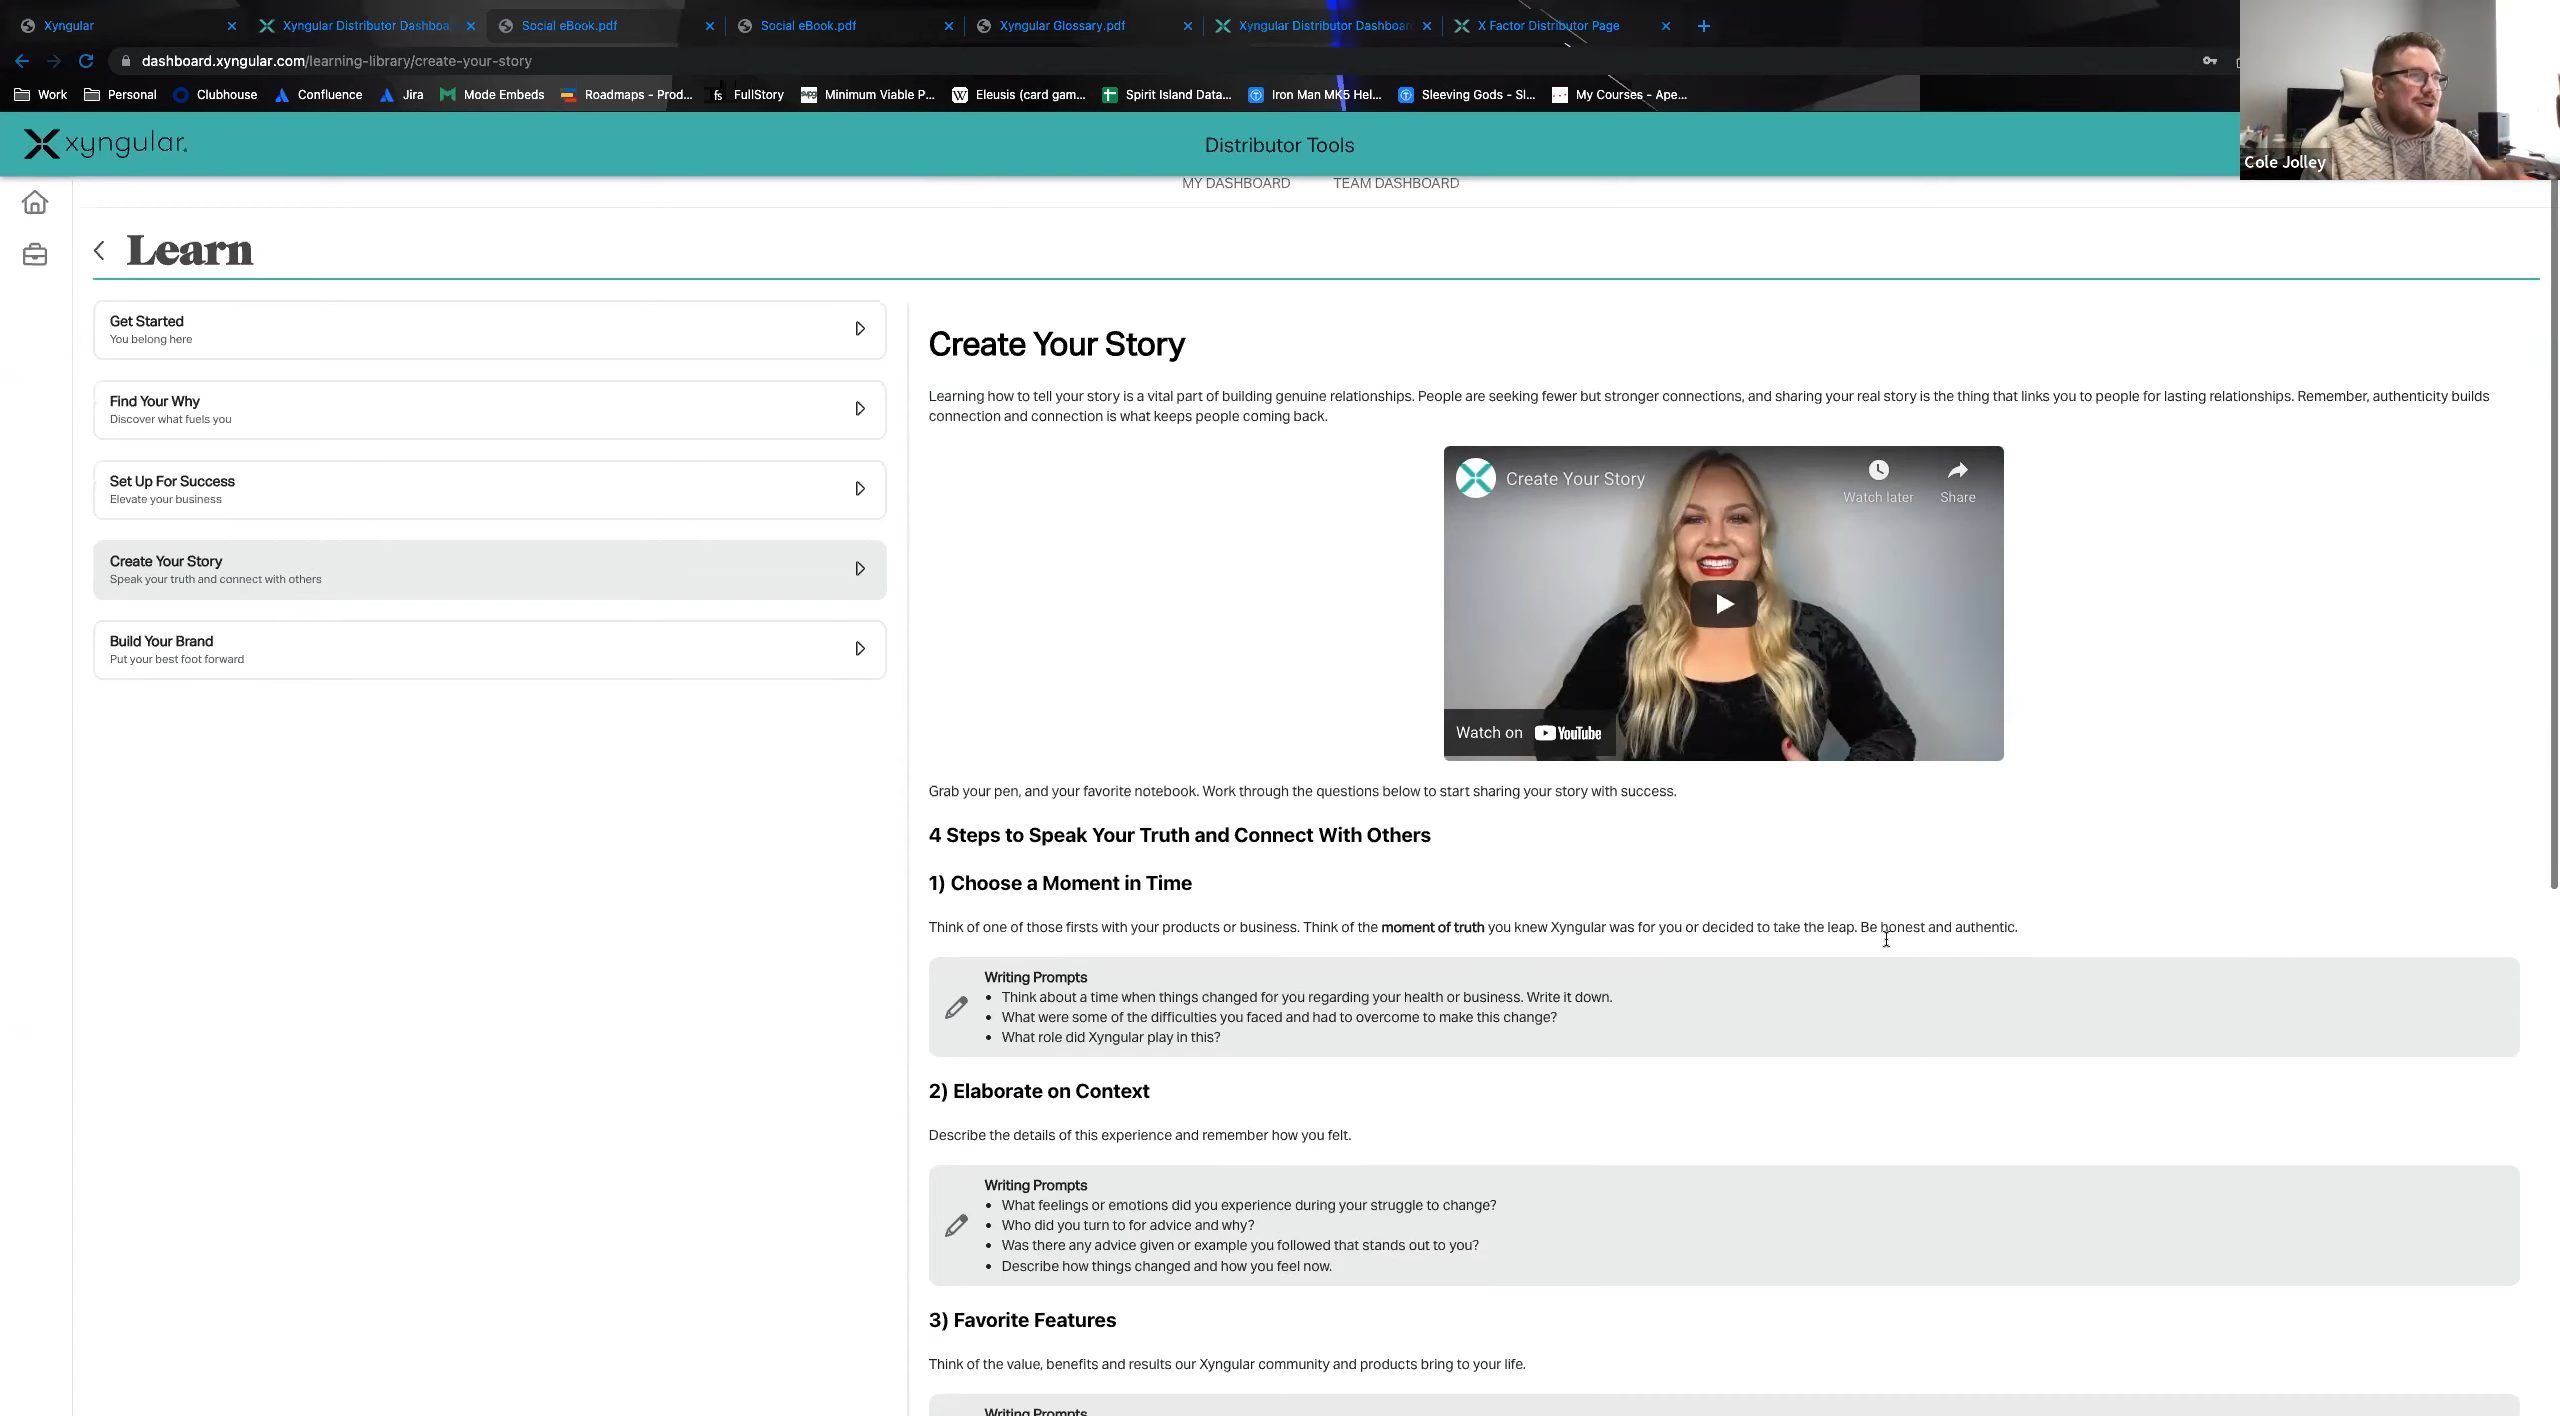 Xyngular
Xyngular Distributor Dashboa
Social eBook.pdf
Social eBook.pdf
Xyngular Glossary.pdf
Xyngular Distributor Dashboar
X Factor Distributor Page
dashboard.xyngular.com/learning-library/create-your-story
Work
Personal
Clubhouse
Confluence
Jira
Mode Embeds
Roadmaps - Prod...
fs FullStory
Minimum Viable P...
W Eleusis (card gam...
Spirit Island Data...
Iron Man MK5 Hel...
Sleeving Gods - Sl...
My Courses - Ape...
xyngular.
Distributor Tools
Cole Jolley
MY DASHBOARD
TEAM DASHBOARD
Learn
Get Started
You belong here
Find Your Why
Discover what fuels you
Set Up For Success
Elevate your business
Create Your Story
Speak your truth and connect with others
Build Your Brand
Put your best foot forward
Create Your Story
Learning how to tell your story is a vital part of building genuine relationships. People are seeking fewer but stronger connections, and sharing your real story is the thing that links you to people for lasting relationships. Remember, authenticity builds
connection and connection is what keeps people coming back.
Create Your Story
Watch later
Share
Watch on YouTube
Grab your pen, and your favorite notebook. Work through the questions below to start sharing your story with success.
4 Steps to Speak Your Truth and Connect With Others
1) Choose a Moment in Time
Think of one of those firsts with your products or business. Think of the moment of truth you knew Xyngular was for you or decided to take the leap. Be honest and authentic.
Writing Prompts
• Think about a time when things changed for you regarding your health or business. Write it down.
• What were some of the difficulties you faced and had to overcome to make this change?
• What role did Xyngular play in this?
2) Elaborate on Context
Describe the details of this experience and remember how you felt.
Writing Prompts
• What feelings or emotions did you experience during your struggle to change?
• Who did you turn to for advice and why?
• Was there any advice given or example you followed that stands out to you?
• Describe how things changed and how you feel now.
3) Favorite Features
Think of the value, benefits and results our Xyngular community and products bring to your life.
Writing Prompts